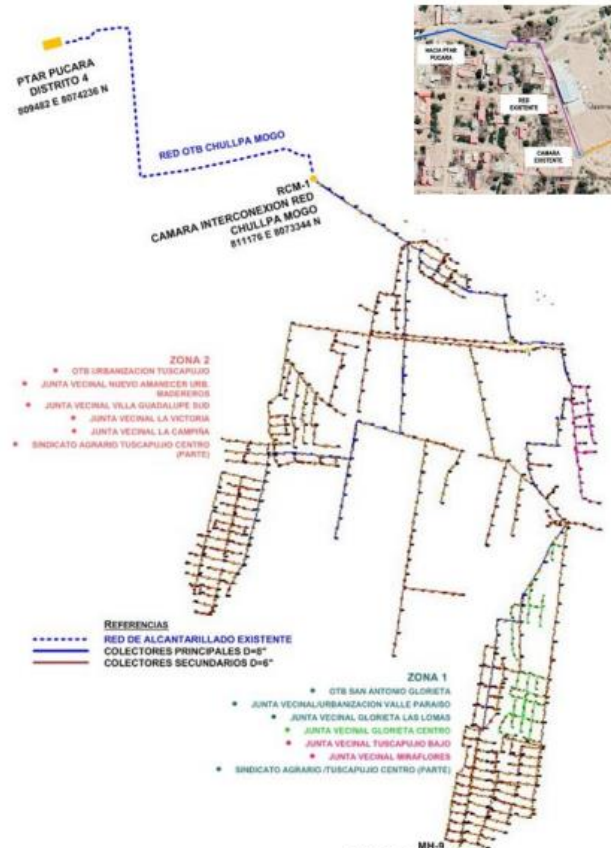 HACIA PTAR
PUCARA
RED
EXISTENTE
CAMARA
EXISTENTE
PTAR PUCARA
DISTRITO 4
809482 E 8074236 N
RED OTB CHULLPA MOGO
RCM-1
CAMARA INTERCONEXION RED
CHULLPA MOGO
811176 E 8073344 N
ZONA 2
OTB URBANIZACION TUSCAPUJIO
JUNTA VECINAL NUEVO AMANECER URB.
MADEREROS
JUNTA VECINAL VILLA GUADALUPE SUD
JUNTA VECINAL LA VICTORIA
JUNTA VECINAL LA CAMPIÑA
SINDICATO AGRARIO TUSCAPUJIO CENTRO
(PARTE)
REFERENCIAS
RED DE ALCANTARILLADO EXISTENTE
COLECTORES PRINCIPALES D=8"
COLECTORES SECUNDARIOS D=6"
ZONA 1
OTB SAN ANTONIO GLORIETA
JUNTA VECINAL/URBANIZACION VALLE PARAISO
JUNTA VECINAL GLORIETA LAS LOMAS
JUNTA VECINAL GLORIETA CENTRO
JUNTA VECINAL TUSCAPUJIO BAJO
JUNTA VECINAL MIRAFLORES
SINDICATO AGRARIO /TUSCAPUJIO CENTRO (PARTE)
MH-9